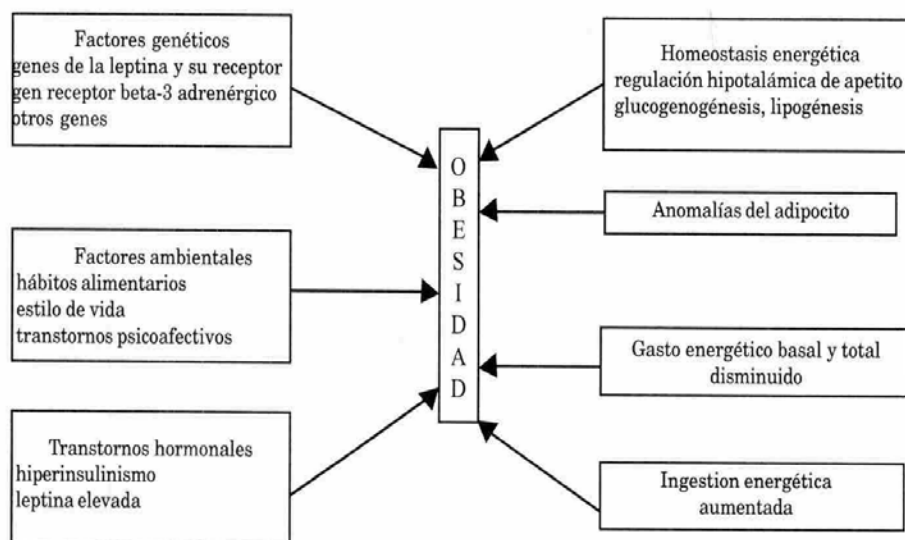 Factores genéticos
genes de la leptina y su receptor
gen receptor beta-3 adrenérgico
otros genes
Factores ambientales
hábitos alimentarios
estilo de vida
transtornos psicoafectivos
Transtornos hormonales
hiperinsulinismo
leptina elevada
OBESIDAD
Homeostasis energética
regulación hipotalámica de apetito
glucogenogénesis, lipogénesis
Anomalías del adipocito
Gasto energético basal y total
disminuido
Ingestion energética
aumentada